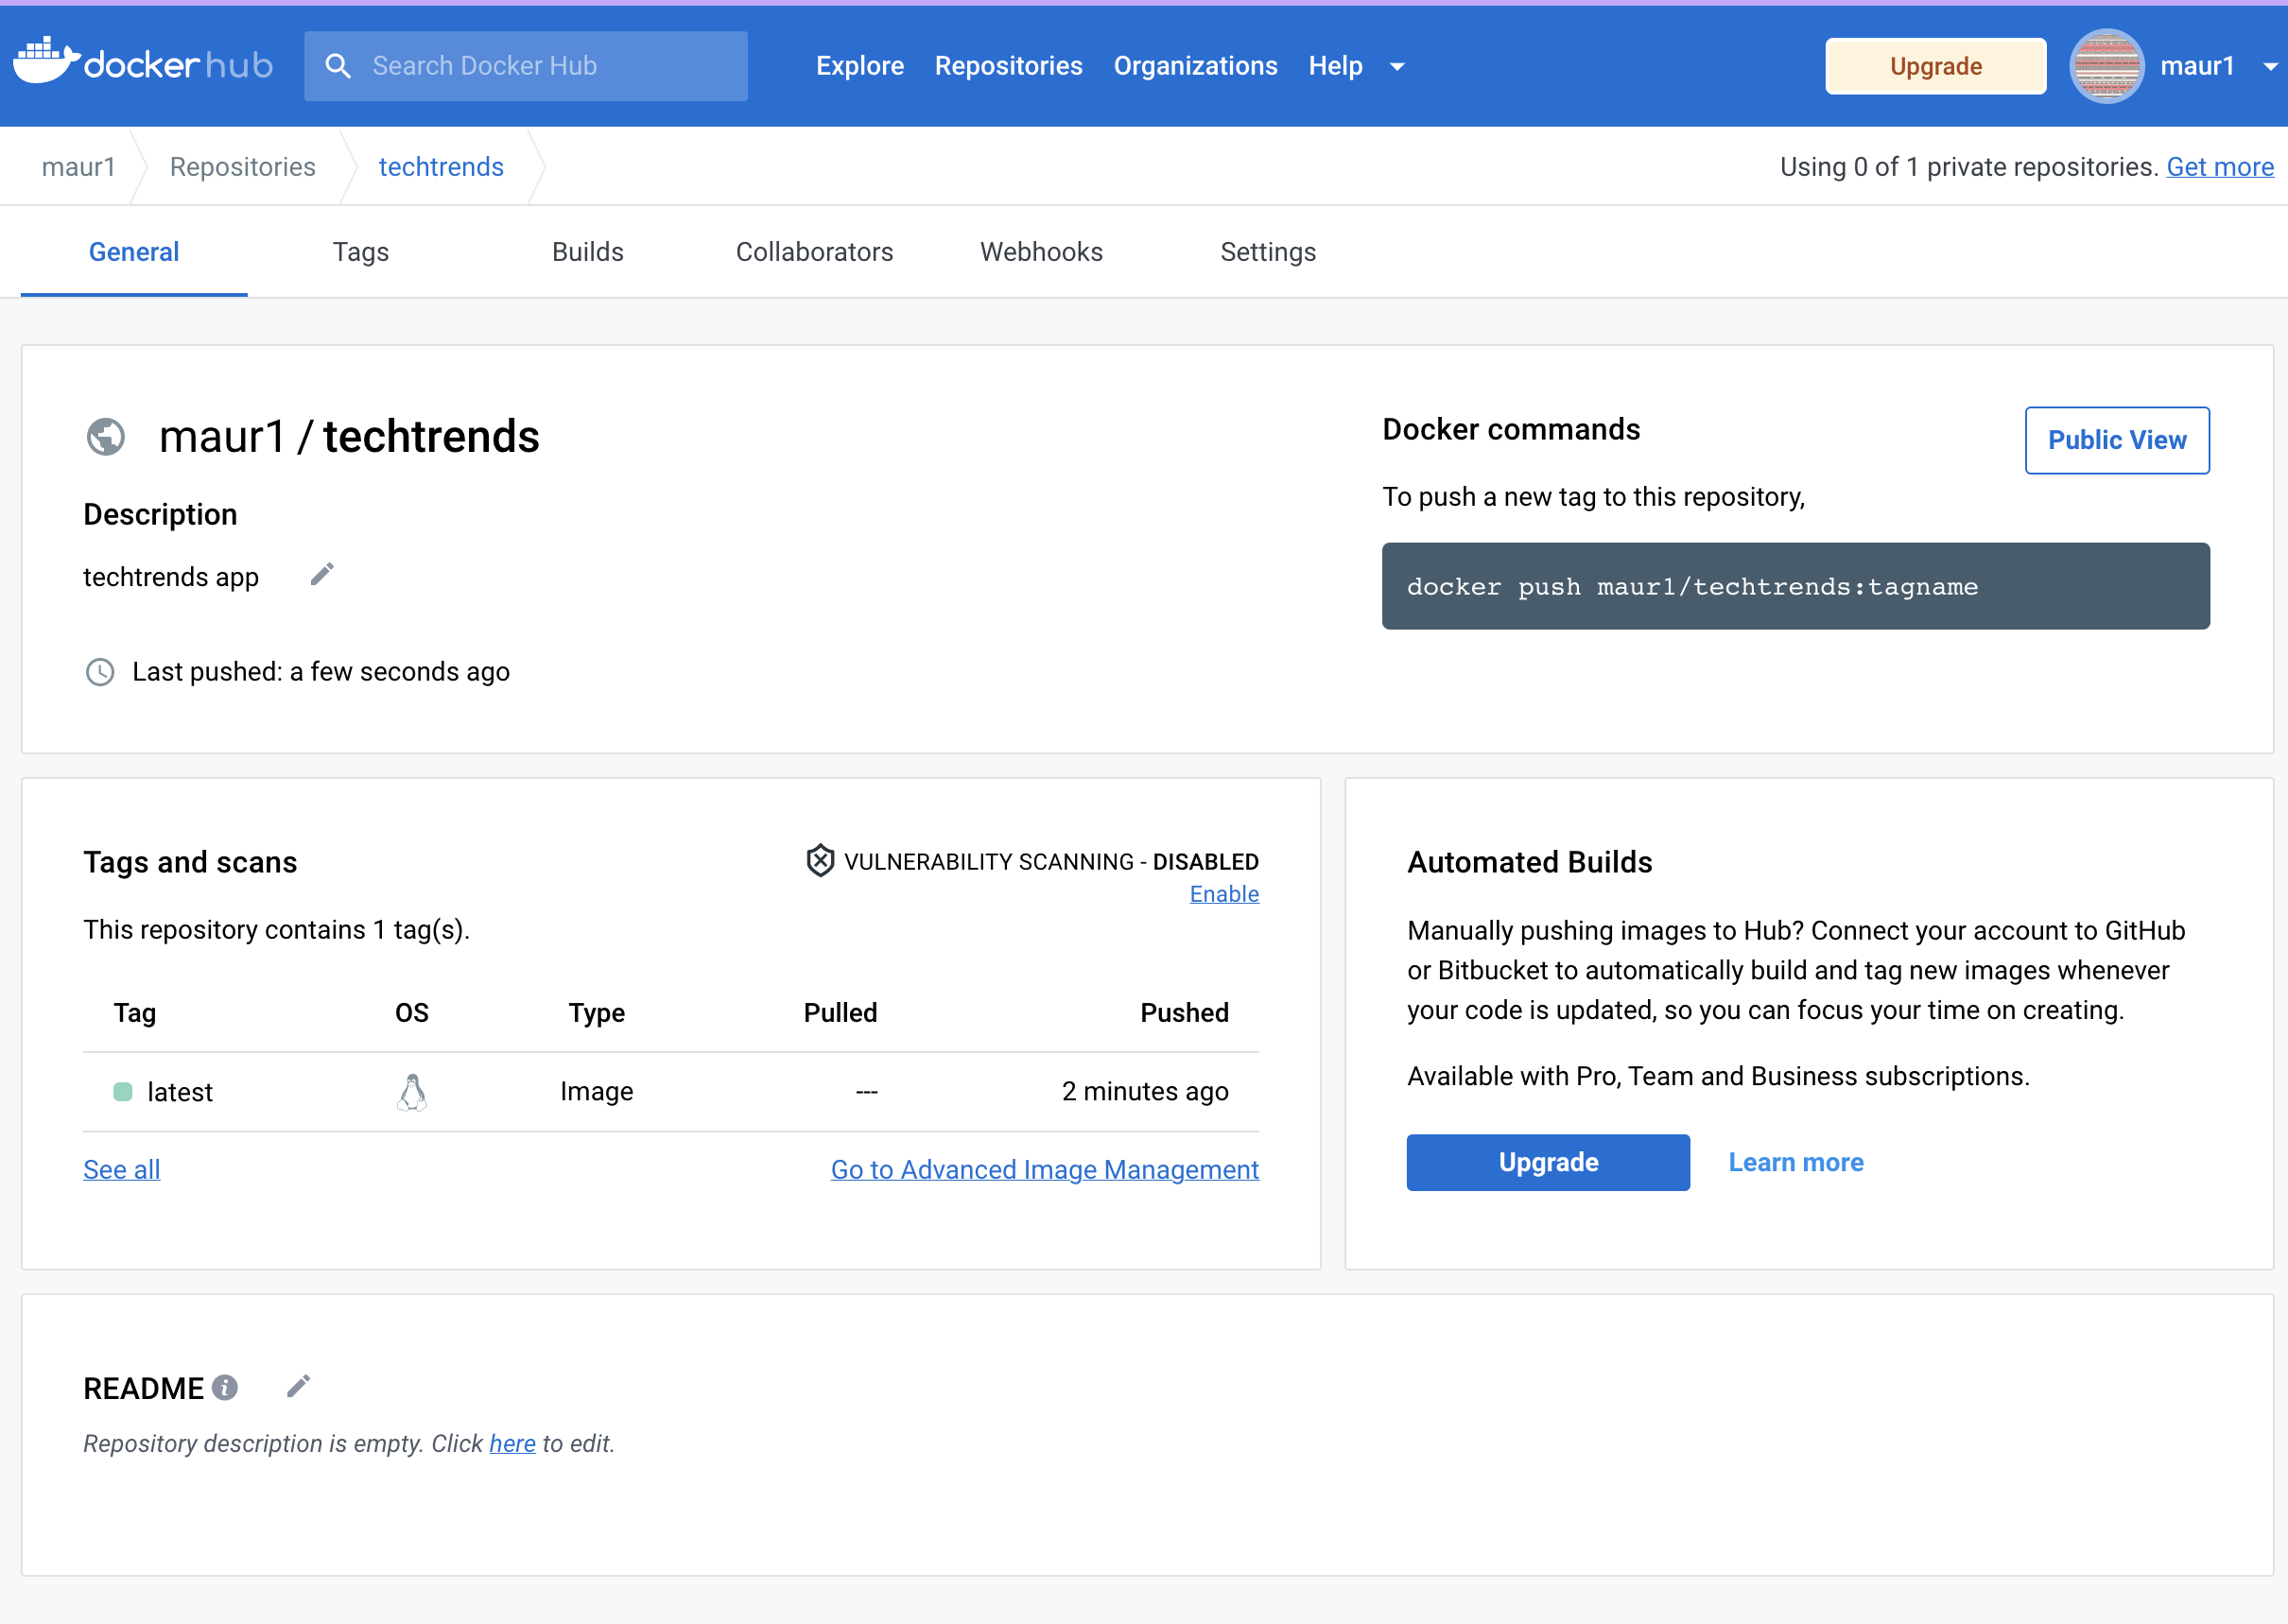 docker hub
Search Docker Hub
Explore
Repositories
Organizations
Help
Upgrade
maur1
maur1
Repositories
techtrends
Using 0 of 1 private repositories. Get more
General
Tags
Builds
Collaborators
Webhooks
Settings
maur1 / techtrends
Description
techtrends app
Last pushed: a few seconds ago
Docker commands
Public View
To push a new tag to this repository,
docker push maur1/techtrends:tagname
Tags and scans
VULNERABILITY SCANNING - DISABLED
Enable
This repository contains 1 tag(s).
Tag OS Type Pulled Pushed
latest Image --- 2 minutes ago
See all
Go to Advanced Image Management
Automated Builds
Manually pushing images to Hub? Connect your account to GitHub
or Bitbucket to automatically build and tag new images whenever
your code is updated, so you can focus your time on creating.
Available with Pro, Team and Business subscriptions.
Upgrade
Learn more
README
Repository description is empty. Click here to edit.